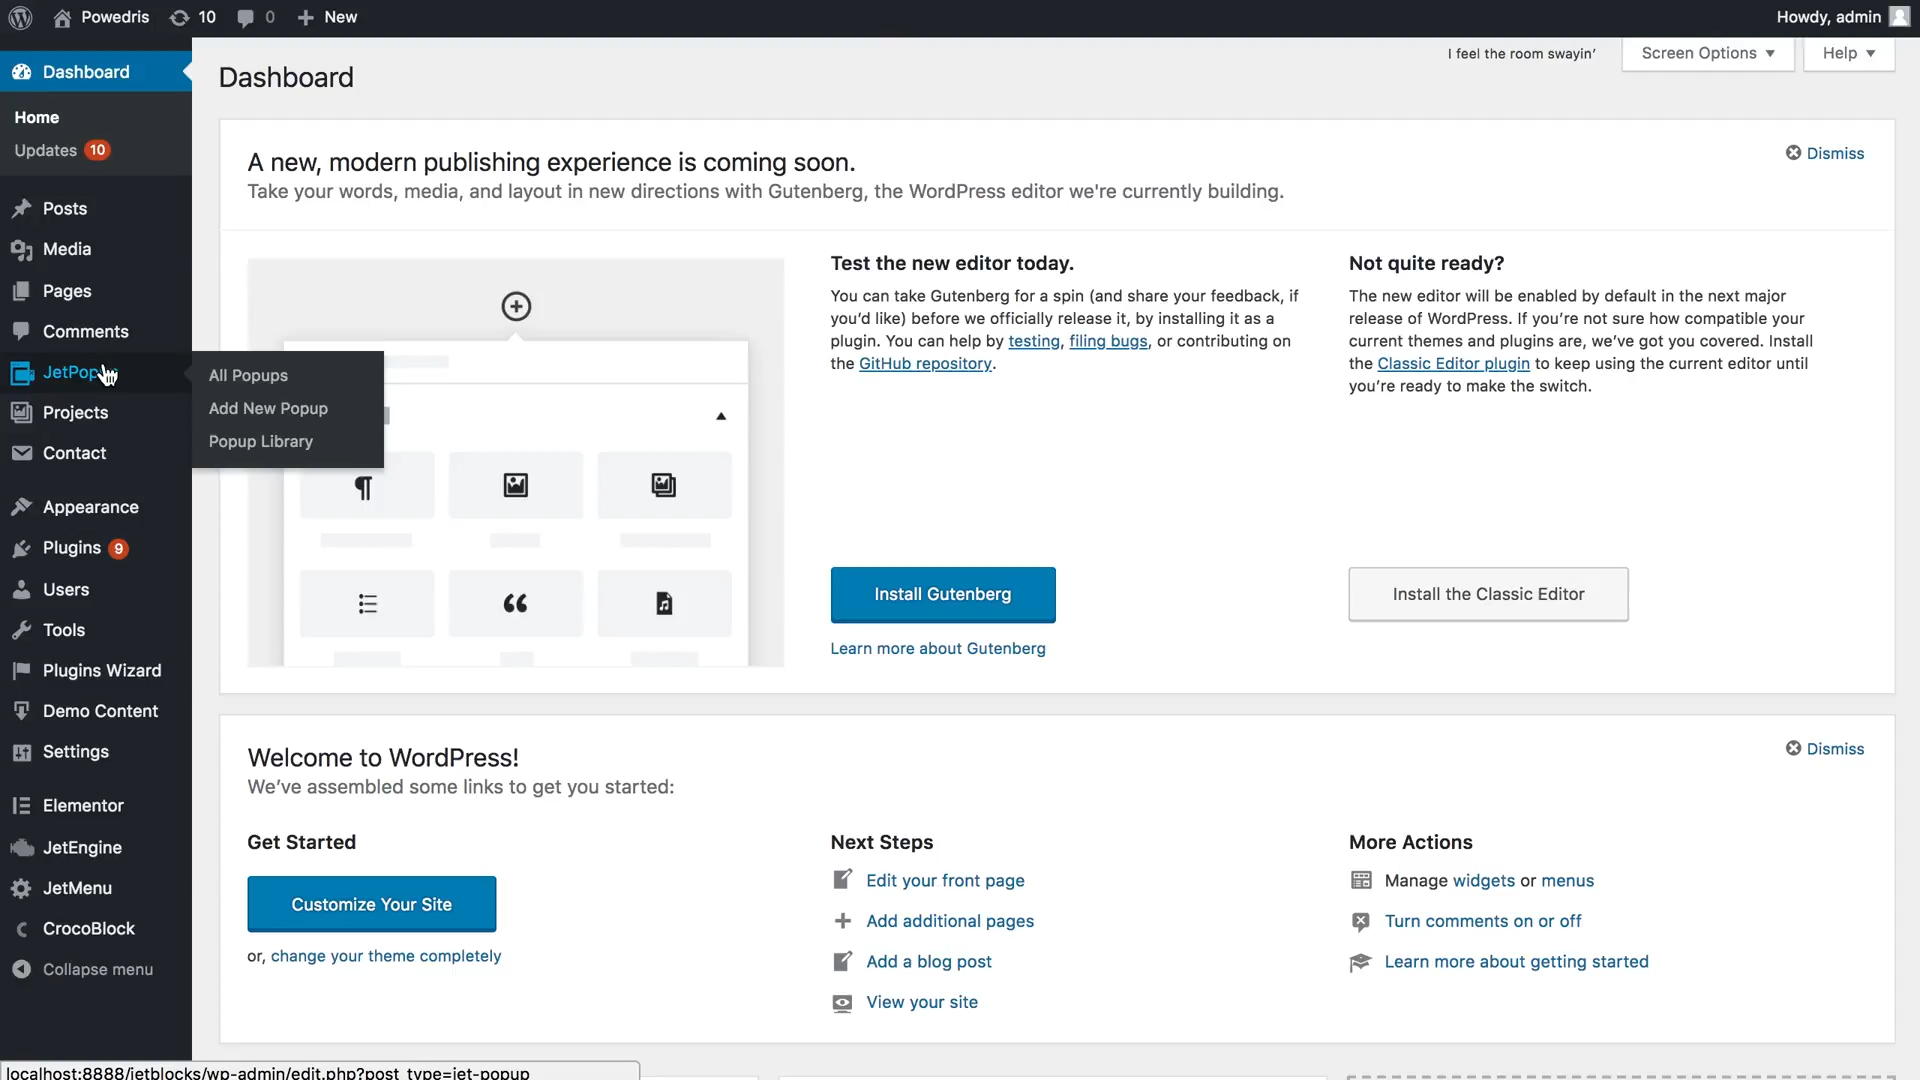 Powedris 10 0 New Howdy, admin
I feel the room swayin’ Screen Options Help
Dashboard
Home
Updates 10
Posts
Media
Pages
Comments
JetPop
All Popups
Add New Popup
Popup Library
Projects
Contact
Appearance
Plugins 9
Users
Tools
Plugins Wizard
Demo Content
Settings
Elementor
JetEngine
JetMenu
CrocoBlock
Collapse menu
Dashboard
A new, modern publishing experience is coming soon.
Dismiss
Take your words, media, and layout in new directions with Gutenberg, the WordPress editor we're currently building.
Test the new editor today.
You can take Gutenberg for a spin (and share your feedback, if
you’d like) before we officially release it, by installing it as a
plugin. You can help by testing, filing bugs, or contributing on
the GitHub repository.
Install Gutenberg
Learn more about Gutenberg
Not quite ready?
The new editor will be enabled by default in the next major
release of WordPress. If you’re not sure how compatible your
current themes and plugins are, we’ve got you covered. Install
the Classic Editor plugin to keep using the current editor until
you’re ready to make the switch.
Install the Classic Editor
Welcome to WordPress!
Dismiss
We’ve assembled some links to get you started:
Get Started
Customize Your Site
or, change your theme completely
Next Steps
Edit your front page
Add additional pages
Add a blog post
View your site
More Actions
Manage widgets or menus
Turn comments on or off
Learn more about getting started
localhost:8888/jetblocks/wp-admin/edit.php?post_type=jet-popup